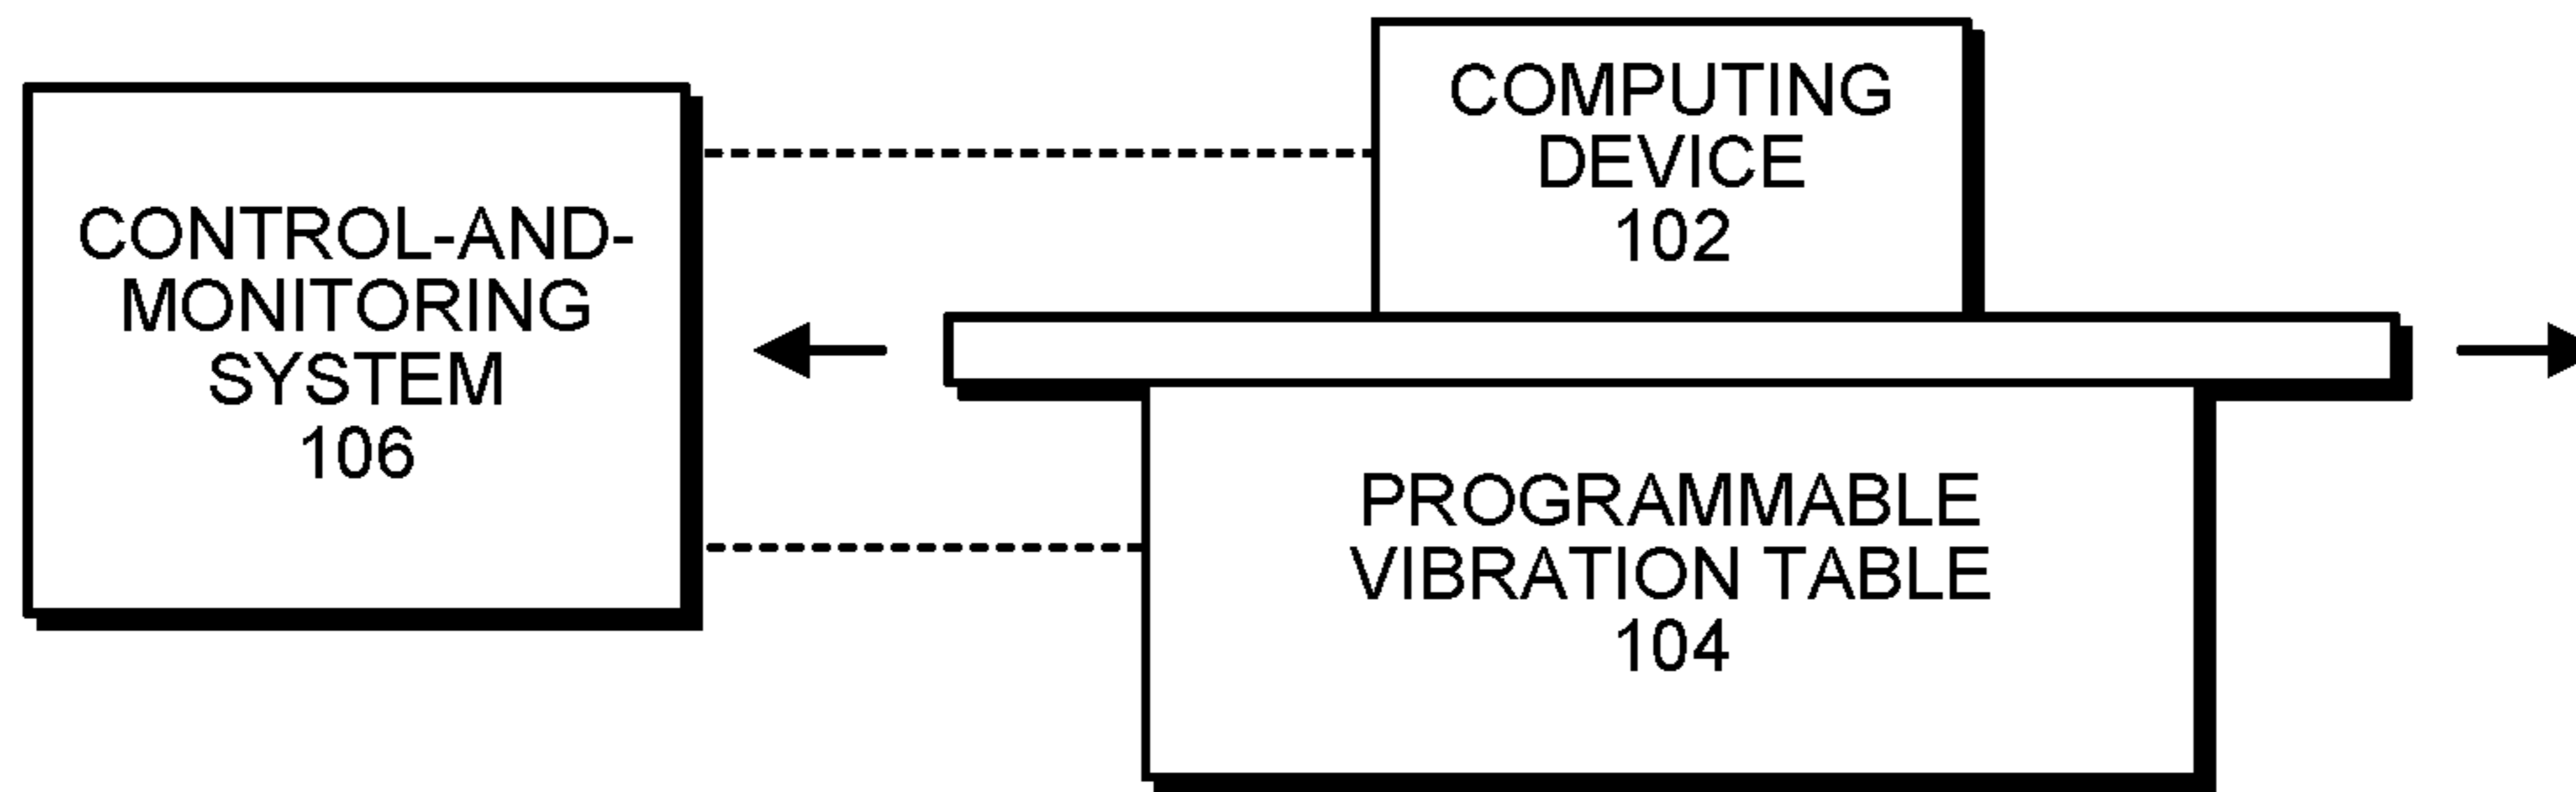 CONTROL-AND-
MONITORING
SYSTEM
106
COMPUTING
DEVICE
102
PROGRAMMABLE
VIBRATION TABLE
104